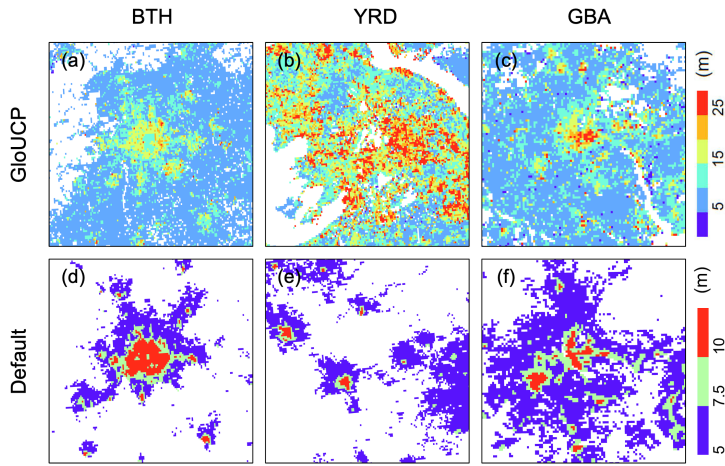 BTH YRD GBA
GloUCP
(a) (b) (c)
(m)
25
15
5
Default
(d) (e) (f)
(m)
10
7.5
5